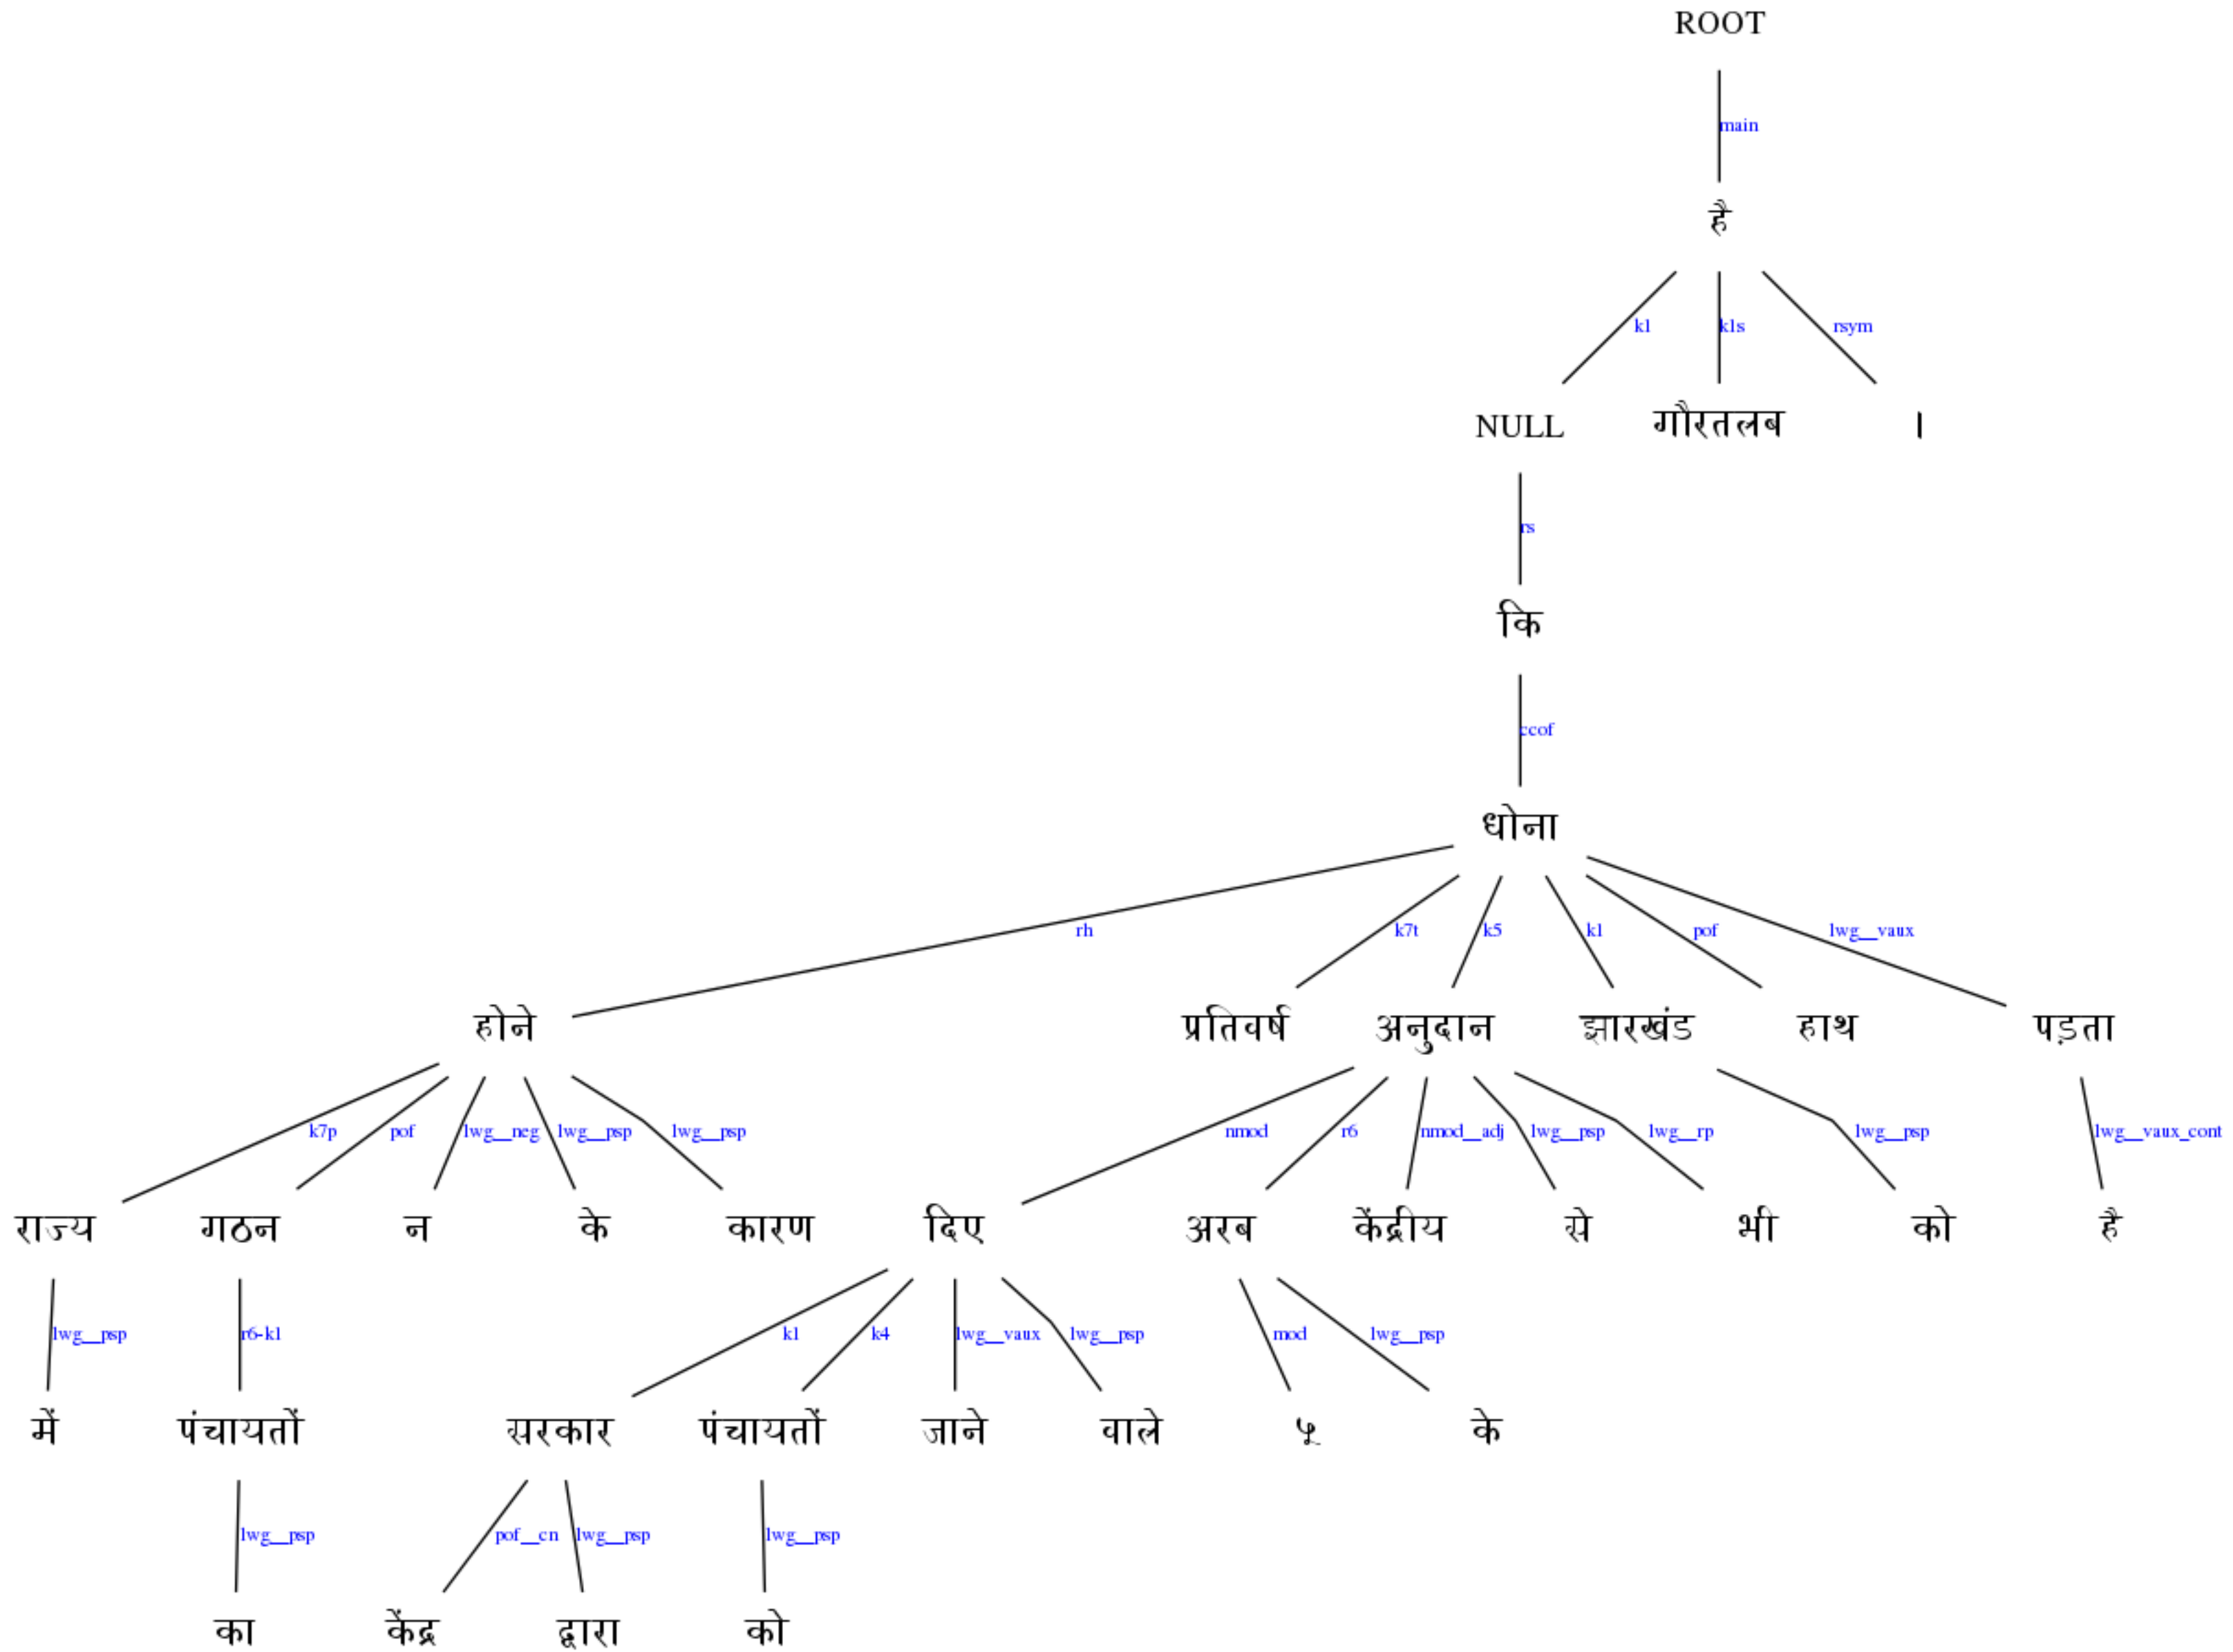 ROOT
main
है
k1 k1s rsym
NULL गौरतलब ।
rs
कि
ccof
धोना
rh k7t k5 k1 pof lwg__vaux
होने प्रतिवर्ष अनुदान झारखंड हाथ पड़ता
k7p pof lwg__neg lwg__psp lwg__psp nmod r6 nmod__adj lwg__psp lwg__rp lwg__psp lwg__vaux_cont
राज्य गठन न के कारण दिए अरब केंद्रीय से भी को है
lwg__psp r6-k1 k1 k4 lwg__vaux lwg__psp mod lwg__psp
में पंचायतों सरकार पंचायतों जाने वाले ५ के
lwg__psp pof__cn lwg__psp lwg__psp
का केंद्र द्वारा को